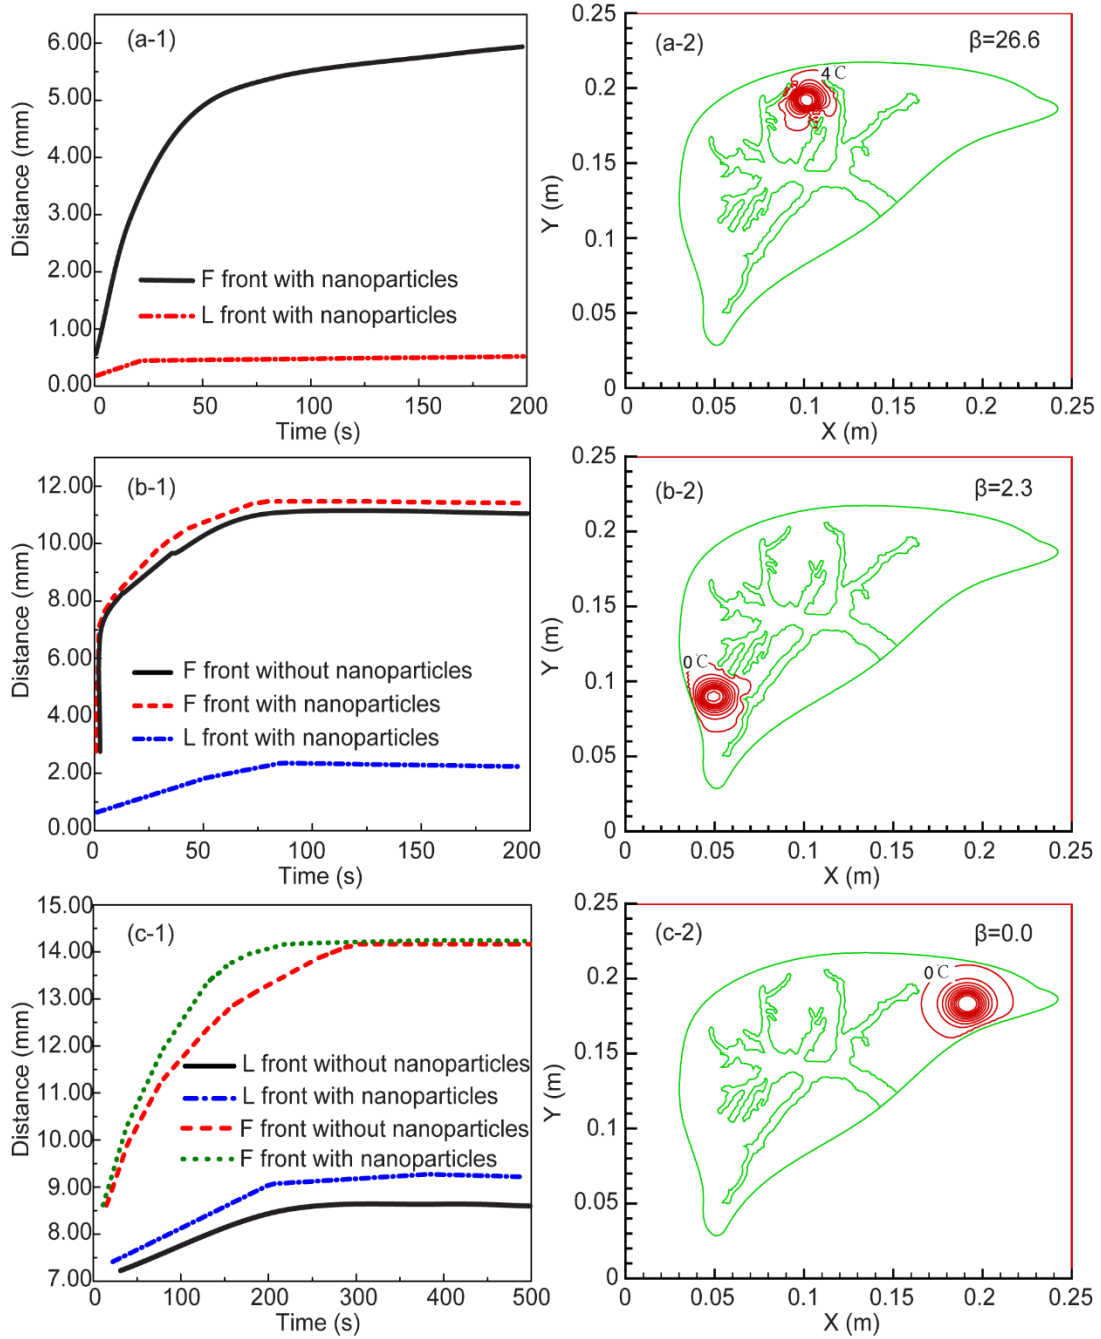 (a-1)
6.00
5.00
4.00
3.00
2.00
1.00
0.00
Distance (mm)
F front with nanoparticles
L front with nanoparticles
0 50 100 150 200
Time (s)
(a-2)
β=26.6
4℃
0.25
0.2
0.15
0.1
0.05
0
Y (m)
0 0.05 0.1 0.15 0.2 0.25
X (m)
(b-1)
12.00
10.00
8.00
6.00
4.00
2.00
0.00
Distance (mm)
F front without nanoparticles
F front with nanoparticles
L front with nanoparticles
0 50 100 150 200
Time (s)
(b-2)
β=2.3
0℃
0.25
0.2
0.15
0.1
0.05
0
Y (m)
0 0.05 0.1 0.15 0.2 0.25
X (m)
(c-1)
15.00
14.00
13.00
12.00
11.00
10.00
9.00
8.00
7.00
Distance (mm)
L front without nanoparticles
L front with nanoparticles
F front without nanoparticles
F front with nanoparticles
0 100 200 300 400 500
Time (s)
(c-2)
β=0.0
0℃
0.25
0.2
0.15
0.1
0.05
0
Y (m)
0 0.05 0.1 0.15 0.2 0.25
X (m)